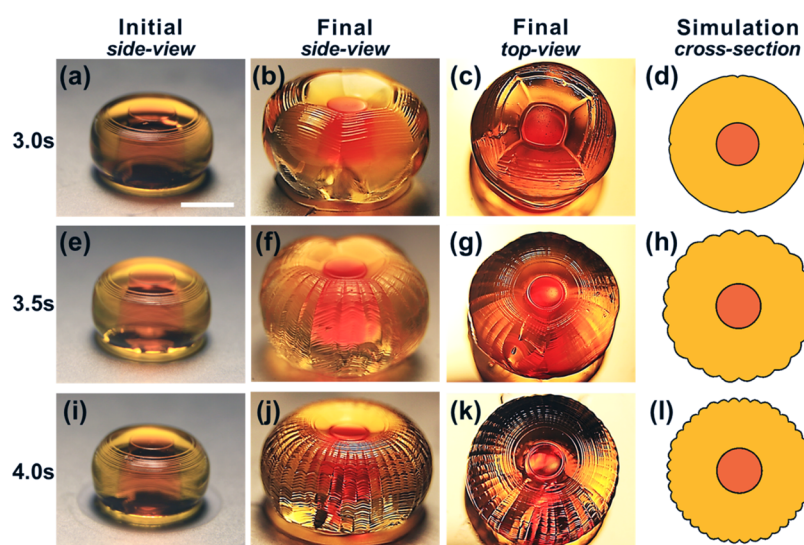 Initial Final Final Simulation
side-view side-view top-view cross-section
(a) (b) (c) (d)
3.0s
(e) (f) (g) (h)
3.5s
(i) (j) (k) (l)
4.0s